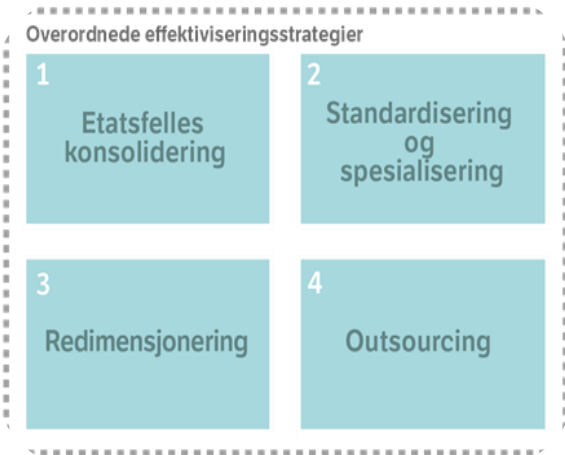 Overordnede effektiviseringsstrategier
1
Etatsfelles
konsolidering
2
Standardisering
og
spesialisering
3
Redimensjonering
4
Outsourcing